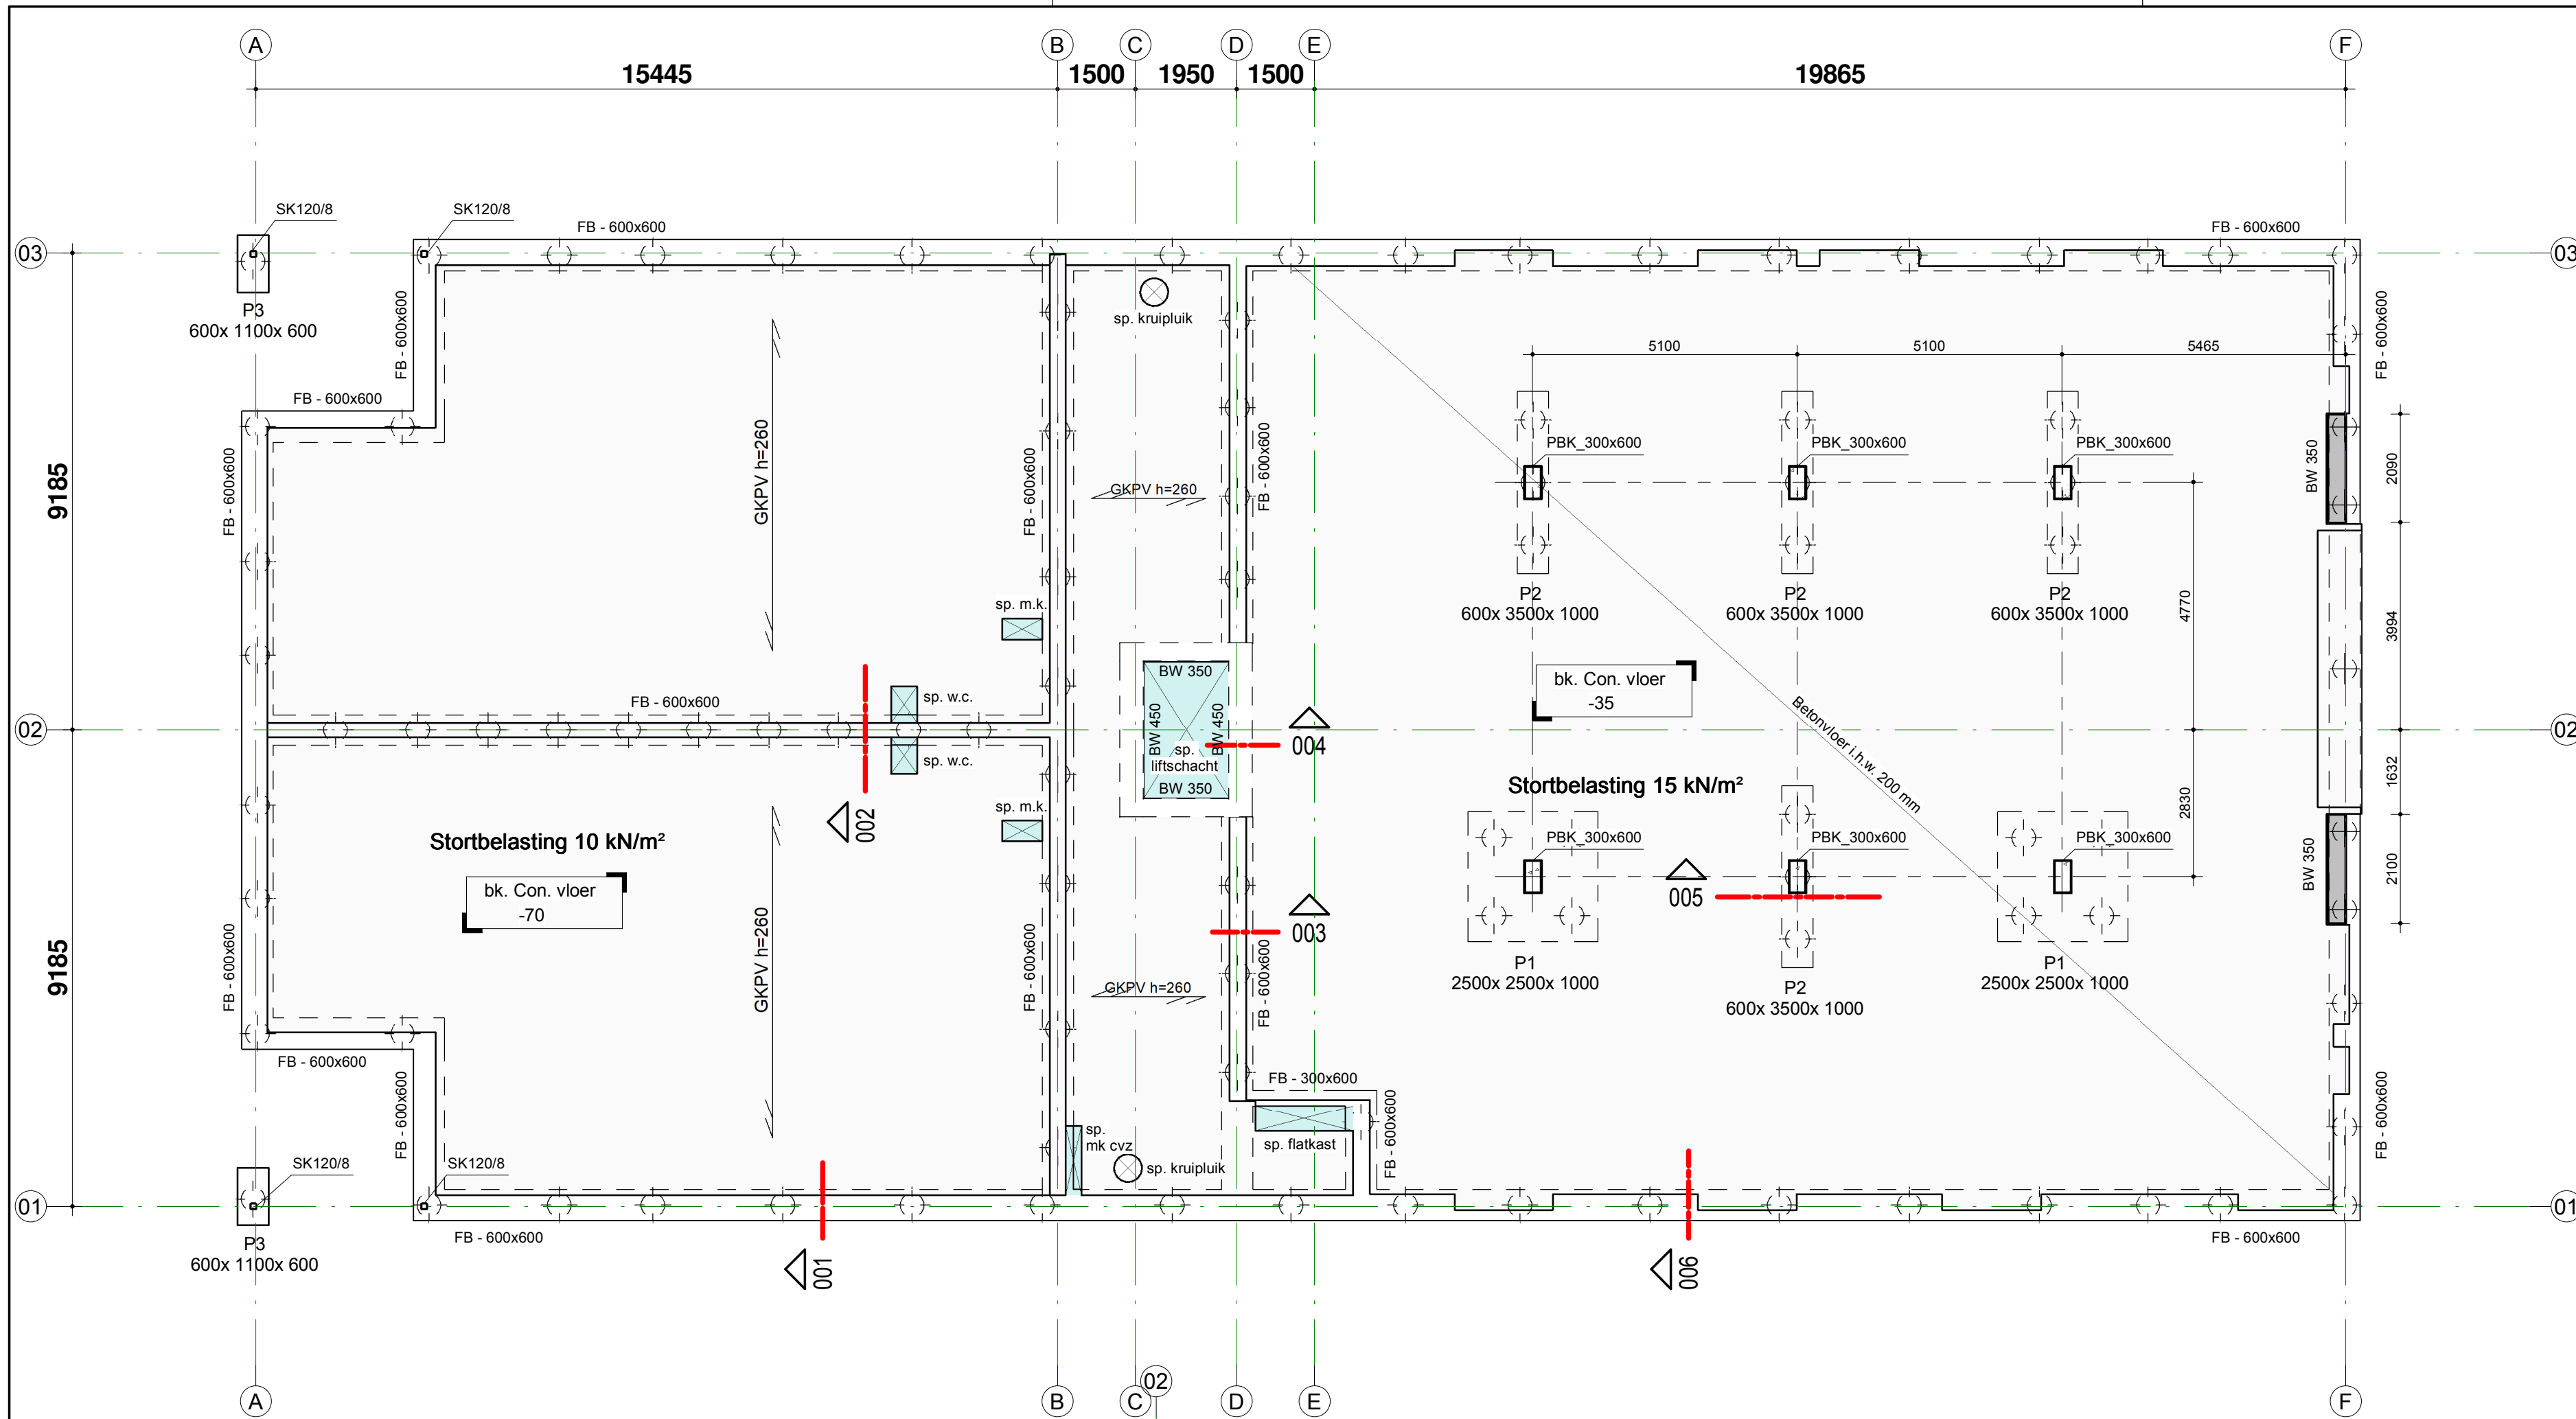 A
B
C
D
E
F
15445
1500
1950
1500
19865
SK120/8
SK120/8
FB - 600x600
FB - 600x600
03
03
P3
600x 1100x 600
FB - 600x600
sp. kruipluik
FB - 600x600
5100
5100
5465
FB - 600x600
GKPV h=260
FB - 600x600
PBK_300x600
PBK_300x600
PBK_300x600
BW 350
2090
9185
FB - 600x600
FB - 600x600
GKPV h=260
P2
600x 3500x 1000
P2
600x 3500x 1000
P2
600x 3500x 1000
sp. m.k.
4770
3994
BW 350
bk. Con. vloer
-35
FB - 600x600
sp. w.c.
BW 450
BW 450
Betonvloer i.h.w. 200 mm
02
02
004
sp. w.c.
sp.
liftschacht
BW 350
Stortbelasting 15 kN/m²
1632
2830
sp. m.k.
002
Stortbelasting 10 kN/m²
PBK_300x600
PBK_300x600
PBK_300x600
BW 350
2100
bk. Con. vloer
-70
005
003
9185
FB - 600x600
GKPV h=260
FB - 600x600
GKPV h=260
FB - 600x600
P1
2500x 2500x 1000
P2
600x 3500x 1000
P1
2500x 2500x 1000
FB - 600x600
FB - 600x600
FB - 300x600
FB - 600x600
FB - 600x600
sp.
mk cvz
sp. flatkast
SK120/8
SK120/8
sp. kruipluik
01
01
P3
600x 1100x 600
FB - 600x600
FB - 600x600
001
006
02
A
B
C
D
E
F